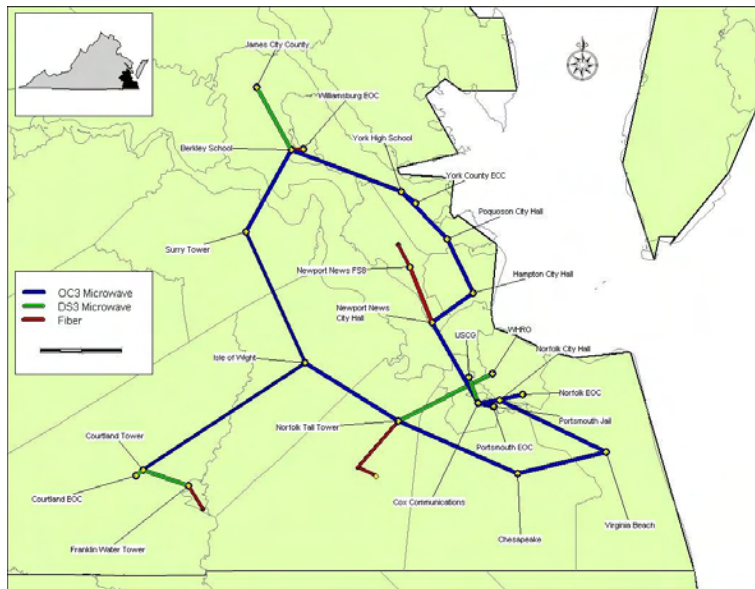 James City County
Williamsburg EOC
Berkley School
York High School
York County ECC
Poquoson City Hall
Surry Tower
Newport News FS8
Hampton City Hall
OC3 Microwave
DS3 Microwave
Fiber
Newport News
City Hall
USCG
WHRO
Norfolk City Hall
Isle of Wight
Norfolk EOC
Portsmouth Jail
Norfolk Tall Tower
Portsmouth EOC
Courtland Tower
Courtland EOC
Cox Communications
Franklin Water Tower
Chesapeake
Virginia Beach